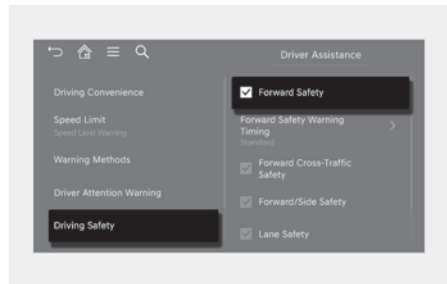 Driver Assistance
Driving Convenience
Speed Limit
Speed Limit Warning
Warning Methods
Driver Attention Warning
Driving Safety
Forward Safety
Forward Safety Warning
Timing
Standard
Forward Cross-Traffic
Safety
Forward/Side Safety
Lane Safety